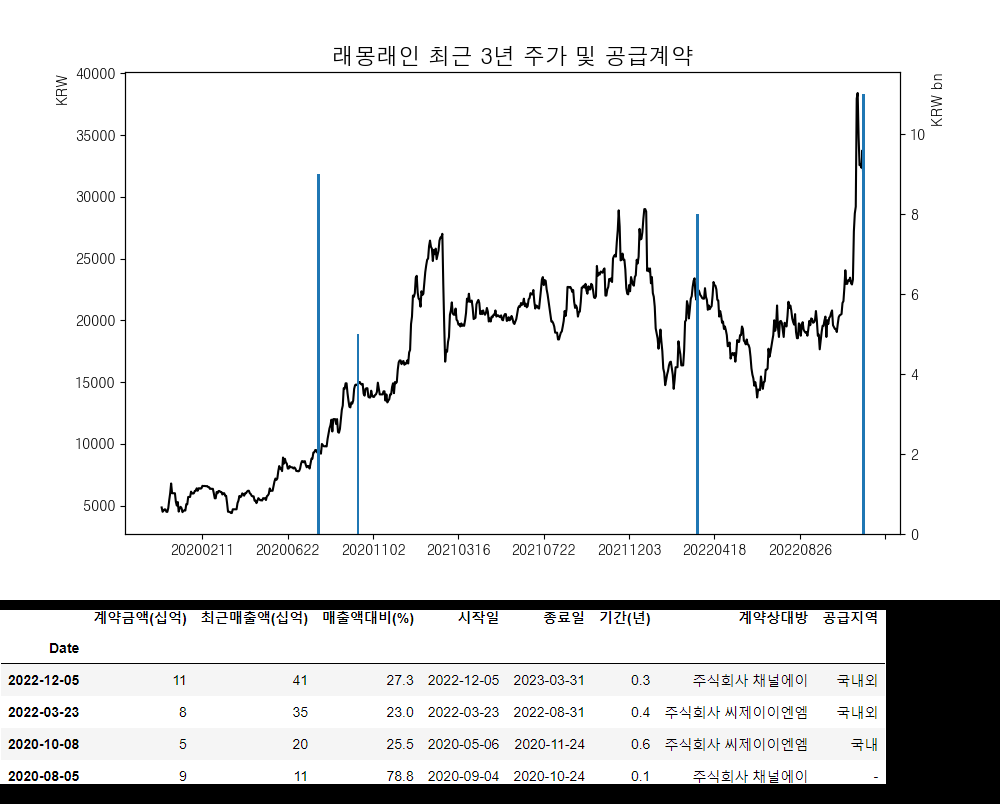 래몽래인 최근 3년 주가 및 공급계약
KRW
KRW bn
40000
35000
30000
25000
20000
15000
10000
5000
10
8
6
4
2
0
20200211 20200622 20201102 20210316 20210722 20211203 20220418 20220826
계약금액(십억) 최근매출액(십억) 매출액대비(%) 시작일 종료일 기간(년) 계약상대방 공급지역
Date
2022-12-05 11 41 27.3 2022-12-05 2023-03-31 0.3 주식회사 채널에이 국내외
2022-03-23 8 35 23.0 2022-03-23 2022-08-31 0.4 주식회사 씨제이이엔엠 국내외
2020-10-08 5 20 25.5 2020-05-06 2020-11-24 0.6 주식회사 씨제이이엔엠 국내
2020-08-05 9 11 78.8 2020-09-04 2020-10-24 0.1 주식회사 채널에이 -